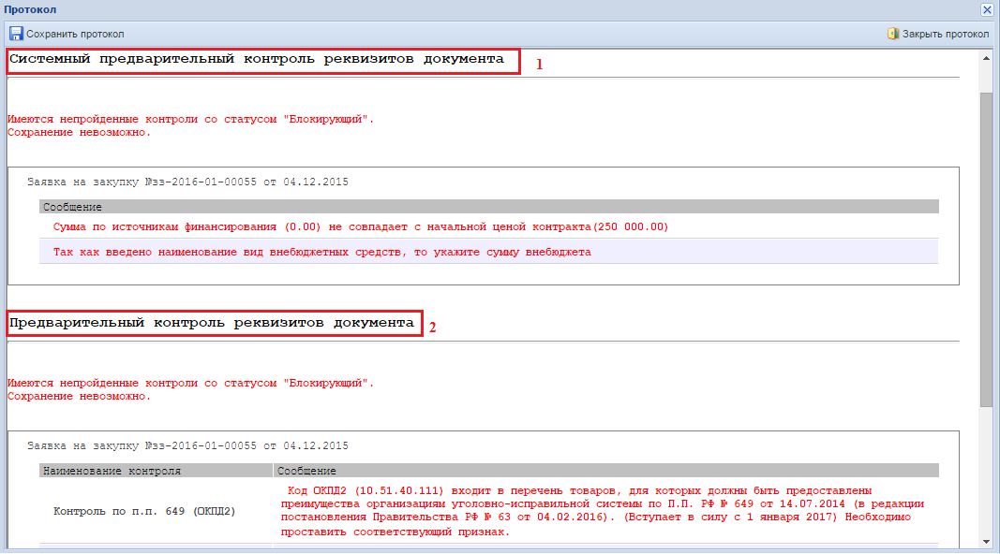 Протокол
Сохранить протокол
Закрыть протокол
Системный предварительный контроль реквизитов документа
1
Имеются непройденные контроли со статусом "Блокирующий".
Сохранение невозможно.
Заявка на закупку №зз-2016-01-00055 от 04.12.2015
Сообщение
Сумма по источникам финансирования (0.00) не совпадает с начальной ценой контракта(250 000.00)
Так как введено наименование вид внебюджетных средств, то укажите сумму внебюджета
Предварительный контроль реквизитов документа
2
Имеются непройденные контроли со статусом "Блокирующий".
Сохранение невозможно.
Заявка на закупку №зз-2016-01-00055 от 04.12.2015
Наименование контроля
Сообщение
Контроль по п.п. 649 (ОКПД2)
Код ОКПД2 (10.51.40.111) входит в перечень товаров, для которых должны быть предоставлены
преимущества организациям уголовно-исправильной системы по П.П. РФ № 649 от 14.07.2014 (в редакции
постановления Правительства РФ № 63 от 04.02.2016). (Вступает в силу с 1 января 2017) Необходимо
проставить соответствующий признак.